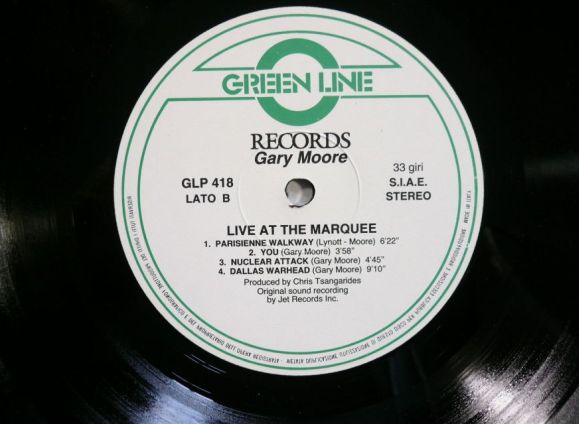 GREEN LINE
RECORDS
Gary Moore
GLP 418
LATO B
33 giri
S.I.A.E.
STEREO
LIVE AT THE MARQUEE
1. PARISIENNE WALKWAY (Lynott - Moore) 6'22"
2. YOU (Gary Moore) 3'58"
3. NUCLEAR ATTACK (Gary Moore) 4'45"
4. DALLAS WARHEAD (Gary Moore) 9'10"
Produced by Chris Tsangarides
Original sound recording
by Jet Records Inc.